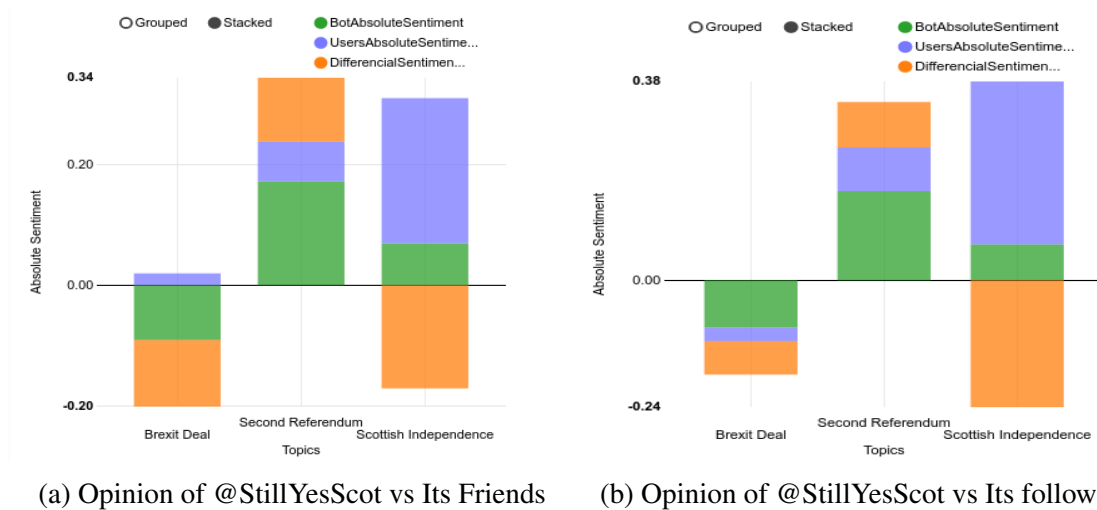 Grouped Stacked BotAbsoluteSentiment
UsersAbsoluteSentime...
DifferencialSentimen...
0.34
0.20
0.00
-0.20
Absolute Sentiment
Second Referendum
Brexit Deal Scottish Independence
Topics
(a) Opinion of @StillYesScot vs Its Friends
Grouped Stacked BotAbsoluteSentiment
UsersAbsoluteSentime...
DifferencialSentimen...
0.38
0.00
-0.24
Absolute Sentiment
Second Referendum
Brexit Deal Scottish Independence
Topics
(b) Opinion of @StillYesScot vs Its follow